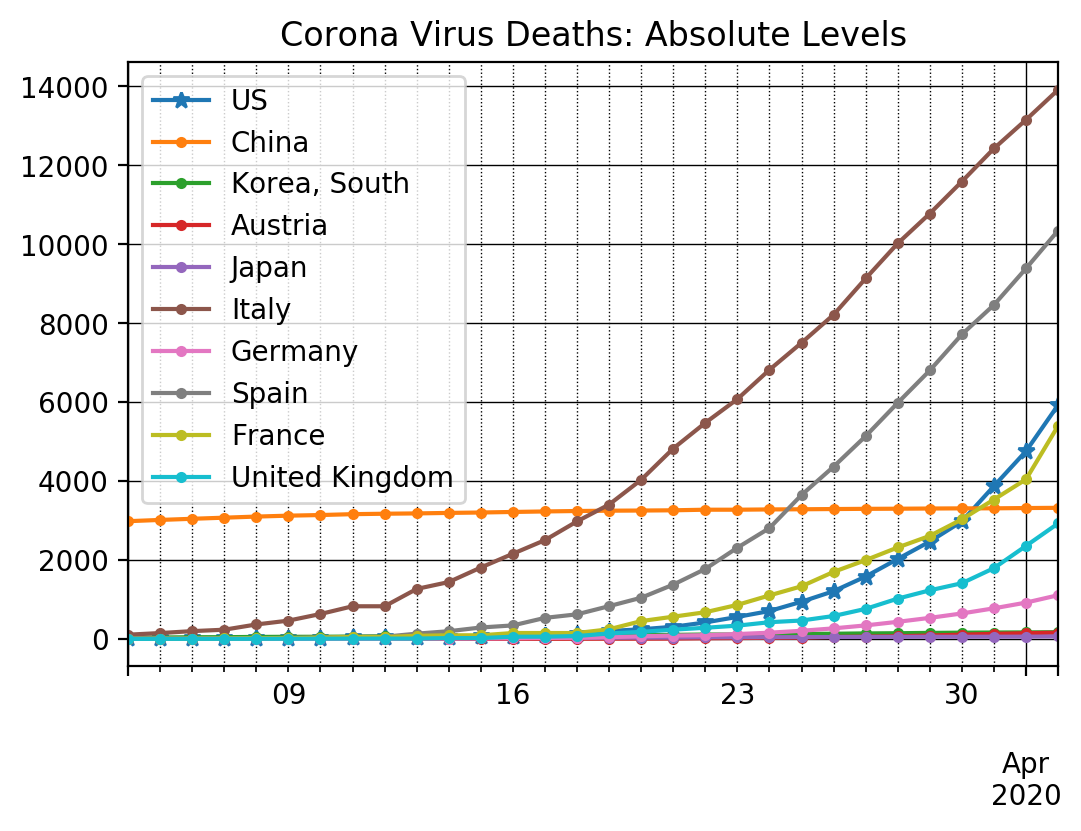 Corona Virus Deaths: Absolute Levels
14000
12000
10000
8000
6000
4000
2000
0
US
China
Korea, South
Austria
Japan
Italy
Germany
Spain
France
United Kingdom
09
16
23
30
Apr
2020